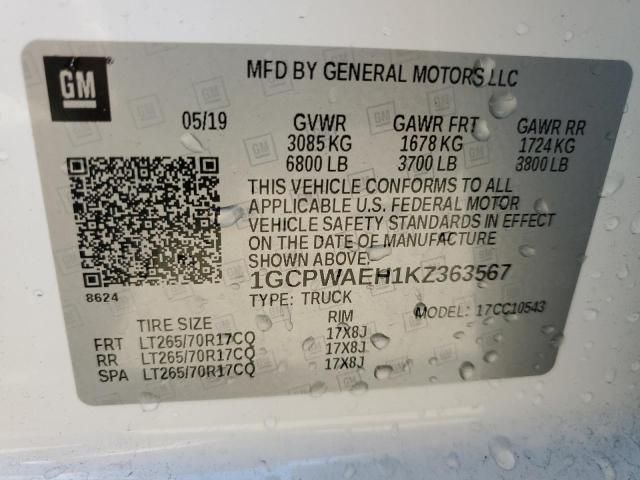 GM
MFD BY GENERAL MOTORS LLC
05/19 GVWR GAWR FRT GAWR RR
3085 KG 1678 KG 1724 KG
6800 LB 3700 LB 3800 LB
THIS VEHICLE CONFORMS TO ALL
APPLICABLE U.S. FEDERAL MOTOR
VEHICLE SAFETY STANDARDS IN EFFECT
ON THE DATE OF MANUFACTURE
SHOWN ABOVE.
1GCPWAEH1KZ363567
8624
TYPE: TRUCK MODEL: 17CC10543
TIRE SIZE RIM
FRT LT265/70R17CQ 17X8J
RR LT265/70R17CQ 17X8J
SPA LT265/70R17CQ 17X8J